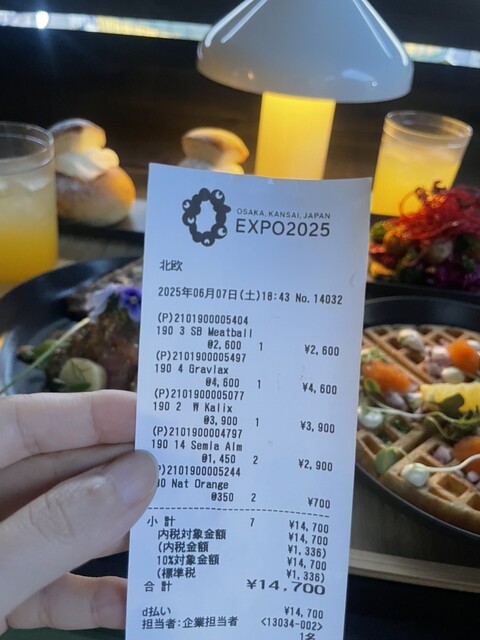 OSAKA, KANSAI, JAPAN
EXPO2025
北欧
2025年06月07日(土)18:43 No.14032
(P)2101900005404
190 3 SB Meatball
@2,600 1 ¥2,600
(P)2101900005497
190 4 Gravlax
@4,600 1 ¥4,600
(P)2101900005077
190 2 W Kalix
@3,900 1 ¥3,900
(P)2101900004797
190 14 Semla Alm
@1,450 2 ¥2,900
)2101900005244
0 Nat Orange
@350 2 ¥700
小 計 7 ¥14,700
内税対象金額 ¥14,700
(内税金額 ¥1,336)
10%対象金額 ¥14,700
(標準税 ¥1,336)
合 計 ¥14,700
d払い ¥14,700
担当者:企業担当者 <13034-002>
1名